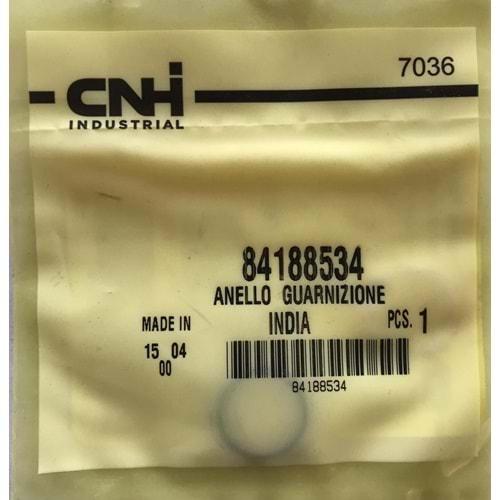 7036
CNH
INDUSTRIAL
84188534
ANELLO GUARNIZIONE
MADE IN INDIA PCS. 1
15 04
00
84188534